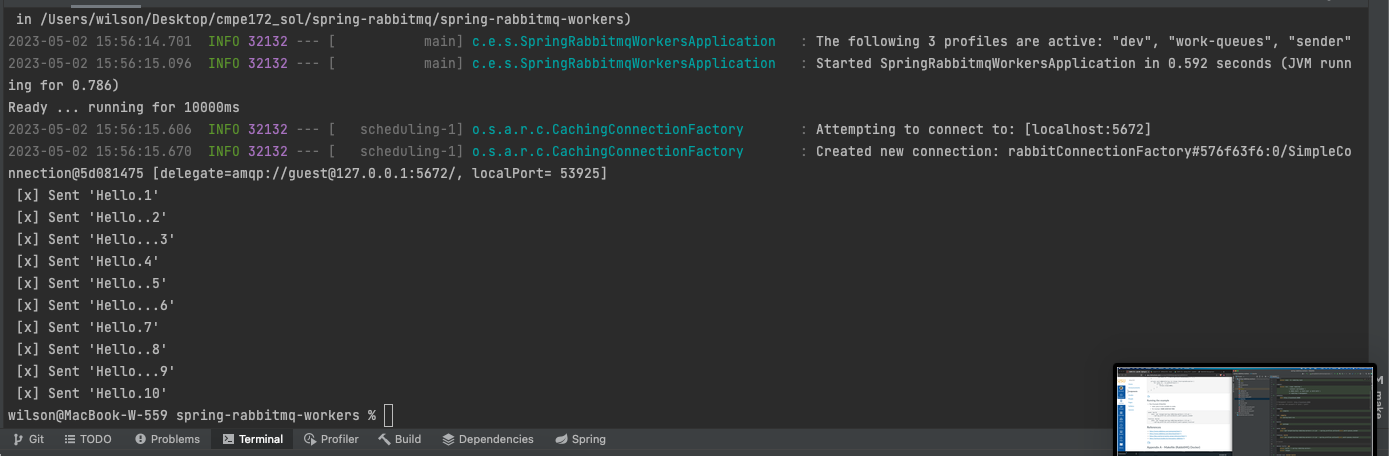 in /Users/wilson/Desktop/cmpe172_sol/spring-rabbitmq/spring-rabbitmq-workers)
2023-05-02 15:56:14.701  INFO 32132 --- [           main] c.e.s.SpringRabbitmqWorkersApplication   : The following 3 profiles are active: "dev", "work-queues", "sender"
2023-05-02 15:56:15.096  INFO 32132 --- [           main] c.e.s.SpringRabbitmqWorkersApplication   : Started SpringRabbitmqWorkersApplication in 0.592 seconds (JVM runn
ing for 0.786)
Ready ... running for 10000ms
2023-05-02 15:56:15.606  INFO 32132 --- [   scheduling-1] o.s.a.r.c.CachingConnectionFactory       : Attempting to connect to: [localhost:5672]
2023-05-02 15:56:15.670  INFO 32132 --- [   scheduling-1] o.s.a.r.c.CachingConnectionFactory       : Created new connection: rabbitConnectionFactory#576f63f6:0/SimpleCo
nnection@5d081475 [delegate=amqp://guest@127.0.0.1:5672/, localPort= 53925]
[x] Sent 'Hello.1'
[x] Sent 'Hello..2'
[x] Sent 'Hello...3'
[x] Sent 'Hello.4'
[x] Sent 'Hello..5'
[x] Sent 'Hello...6'
[x] Sent 'Hello.7'
[x] Sent 'Hello..8'
[x] Sent 'Hello...9'
[x] Sent 'Hello.10'
wilson@MacBook-W-559 spring-rabbitmq-workers %
Git TODO Problems Terminal Profiler Build Dependencies Spring